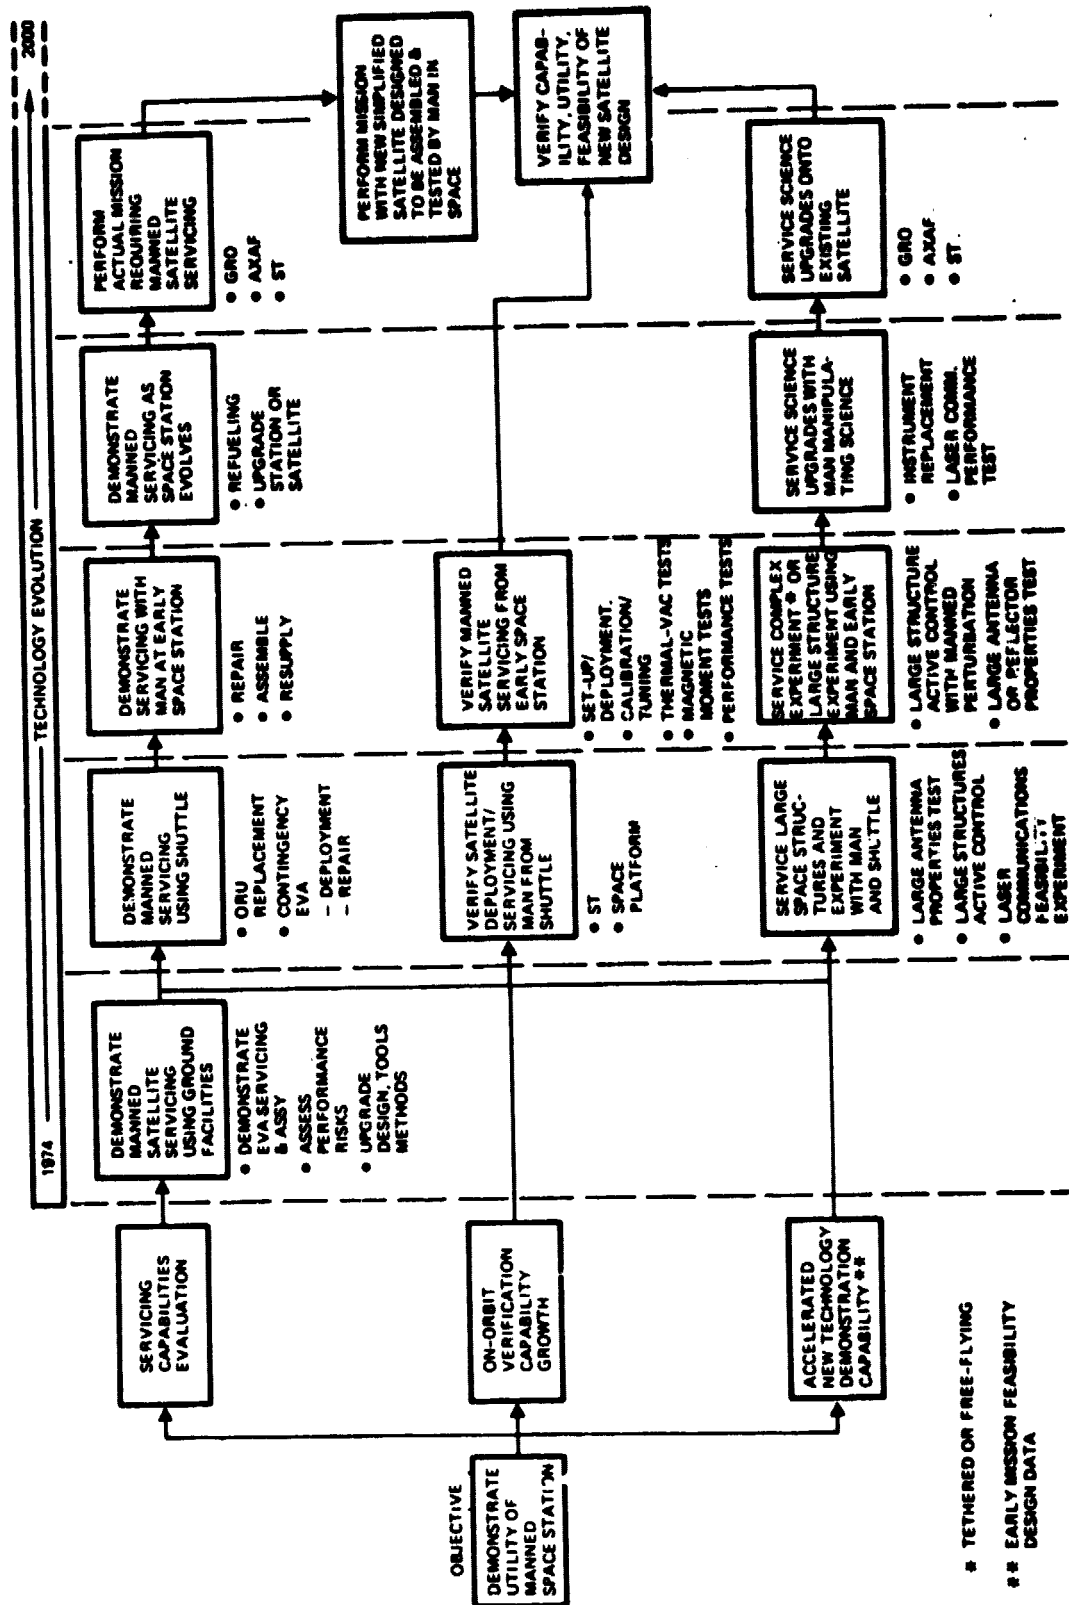 1974
TECHNOLOGY EVOLUTION
2000
OBJECTIVE
DEMONSTRATE
UTILITY OF
MANNED
SPACE STATION
SERVICING
CAPABILITIES
EVALUATION
DEMONSTRATE
MANNED
SATELLITE
SERVICING
USING GROUND
FACILITIES
• DEMONSTRATE
EVA SERVICING
& ASSY
• ASSESS
PERFORMANCE
RISKS
• UPGRADE
DESIGN, TOOLS
METHODS
DEMONSTRATE
MANNED
SERVICING
USING SHUTTLE
• ORU
REPLACEMENT
• CONTINGENCY
EVA
– DEPLOYMENT
– REPAIR
DEMONSTRATE
SERVICING WITH
MAN AT EARLY
SPACE STATION
• REPAIR
• ASSEMBLE
• RESUPPLY
DEMONSTRATE
MANNED
SERVICING AS
SPACE STATION
EVOLVES
• REFUELING
• UPGRADE
STATION OR
SATELLITE
PERFORM
ACTUAL MISSION
REQUIRING
MANNED
SATELLITE
SERVICING
• GRO
• AXAF
• ST
PERFORM MISSION
WITH NEW SIMPLIFIED
SATELLITE DESIGNED
TO BE ASSEMBLED &
TESTED BY MAN IN
SPACE
ON-ORBIT
VERIFICATION
CAPABILITY
GROWTH
VERIFY SATELLITE
DEPLOYMENT/
SERVICING USING
MAN FROM
SHUTTLE
• ST
• SPACE
PLATFORM
VERIFY MANNED
SATELLITE
SERVICING FROM
EARLY SPACE
STATION
• SET-UP/
DEPLOYMENT.
• CALIBRATION/
TUNING
• THERMAL-VAC TESTS
• MAGNETIC
MOMENT TESTS
• PERFORMANCE TESTS
VERIFY CAPAB-
ILITY, UTILITY,
FEASIBILITY OF
NEW SATELLITE
DESIGN
ACCELERATED
NEW TECHNOLOGY
DEMONSTRATION
CAPABILITY **
SERVICE LARGE
SPACE STRUC-
TURES AND
EXPERIMENT
WITH MAN
AND SHUTTLE
• LARGE ANTENNA
PROPERTIES TEST
• LARGE STRUCTURES
ACTIVE CONTROL
• LASER
COMMUNICATIONS
FEASIBILITY
EXPERIMENT
SERVICE COMPLEX
EXPERIMENT * OR
LARGE STRUCTURE
EXPERIMENT USING
MAN AND EARLY
SPACE STATION
• LARGE STRUCTURE
ACTIVE CONTROL
WITH MANNED
PERTURBATION
• LARGE ANTENNA
OR REFLECTOR
PROPERTIES TEST
SERVICE SCIENCE
UPGRADES WITH
MAN MANIPULA-
TING SCIENCE
• INSTRUMENT
REPLACEMENT
• LASER COMM.
PERFORMANCE
TEST
SERVICE SCIENCE
UPGRADES ONTO
EXISTING
SATELLITE
• GRO
• AXAF
• ST
* TETHERED OR FREE-FLYING
** EARLY MISSION FEASIBILITY
DESIGN DATA